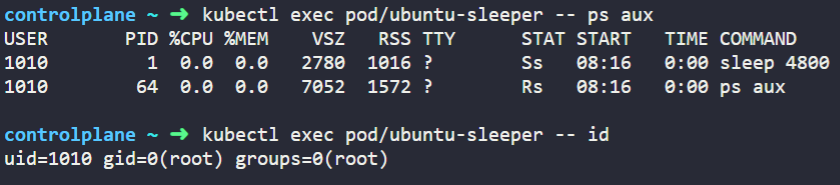 controlplane ~ ➜ kubectl exec pod/ubuntu-sleeper -- ps aux
USER         PID %CPU %MEM    VSZ   RSS TTY      STAT START   TIME COMMAND
1010           1  0.0  0.0   2780  1016 ?        Ss   08:16   0:00 sleep 4800
1010          64  0.0  0.0   7052  1572 ?        Rs   08:16   0:00 ps aux
controlplane ~ ➜ kubectl exec pod/ubuntu-sleeper -- id
uid=1010 gid=0(root) groups=0(root)